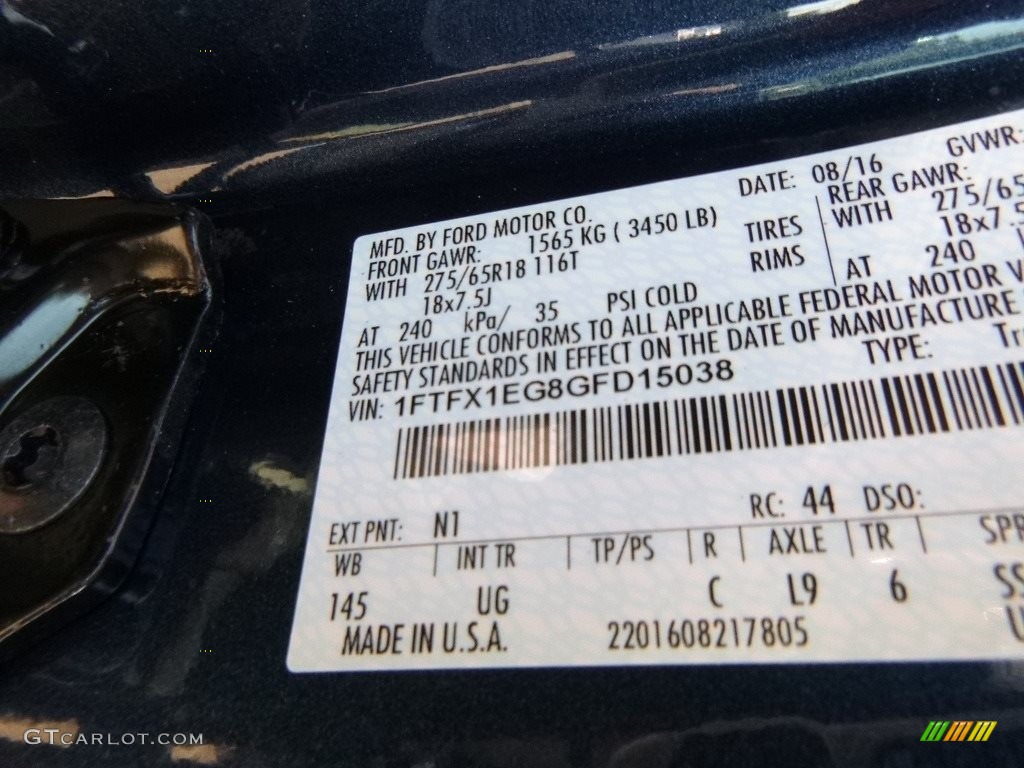 MFD. BY FORD MOTOR CO. DATE: 08/16 GVWR:
FRONT GAWR: 1565 KG ( 3450 LB) REAR GAWR:
WITH 275/65R18 116T TIRES WITH 275/65
18x7.5J RIMS 18x7.5
AT 240 kPa/ 35 PSI COLD AT 240
THIS VEHICLE CONFORMS TO ALL APPLICABLE FEDERAL MOTOR V
SAFETY STANDARDS IN EFFECT ON THE DATE OF MANUFACTURE
VIN: 1FTFX1EG8GFD15038 TYPE: Tr
EXT PNT: N1 RC: 44 DSO:
WB INT TR TP/PS R AXLE TR SPR
145 UG C L9 6 SS
MADE IN U.S.A. 2201608217805 U
GTCARLOT.COM